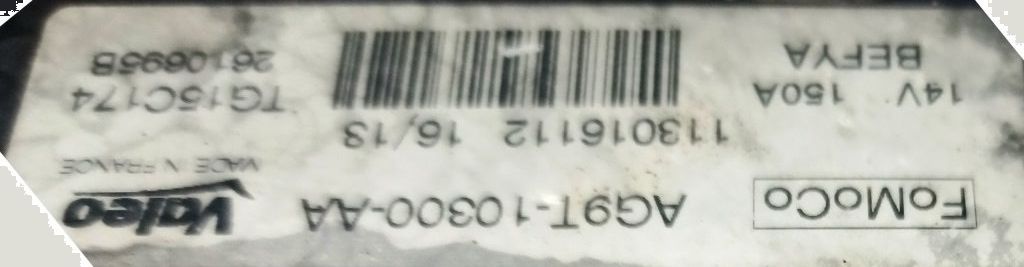 FoMoCo AG9T-10300-AA Valeo
MADE IN FRANCE
113016112 16/13
14V 150A TG15C174
BEFYA 2610695B